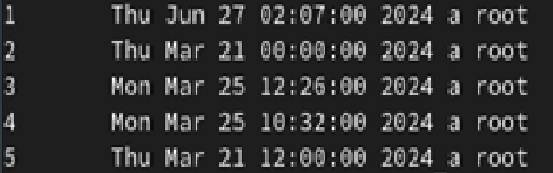 1 Thu Jun 27 02:07:00 2024 a root
2 Thu Mar 21 00:00:00 2024 a root
3 Mon Mar 25 12:26:00 2024 a root
4 Mon Mar 25 10:32:00 2024 a root
5 Thu Mar 21 12:00:00 2024 a root